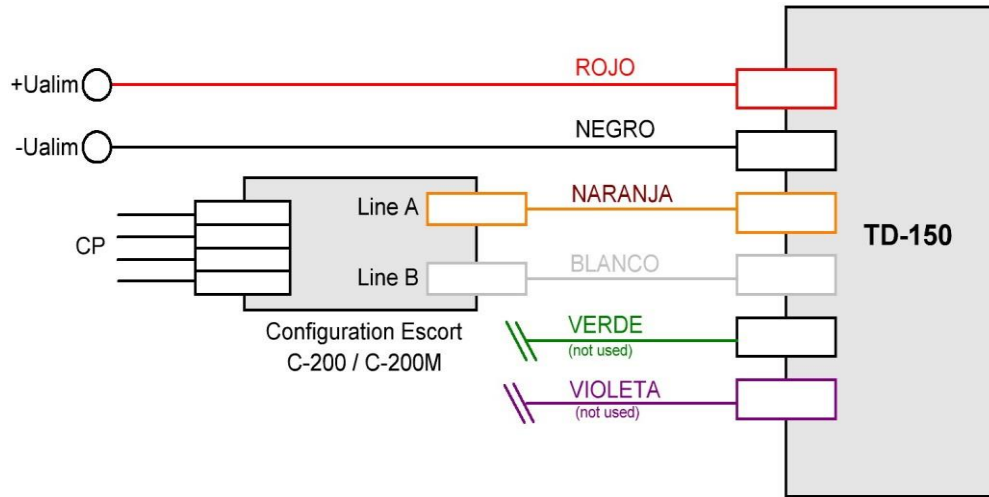 +Ualim
ROJO
-Ualim
NEGRO
Line A
NARANJA
CP
TD-150
Line B
BLANCO
Configuration Escort
C-200 / C-200M
VERDE
(not used)
VIOLETA
(not used)